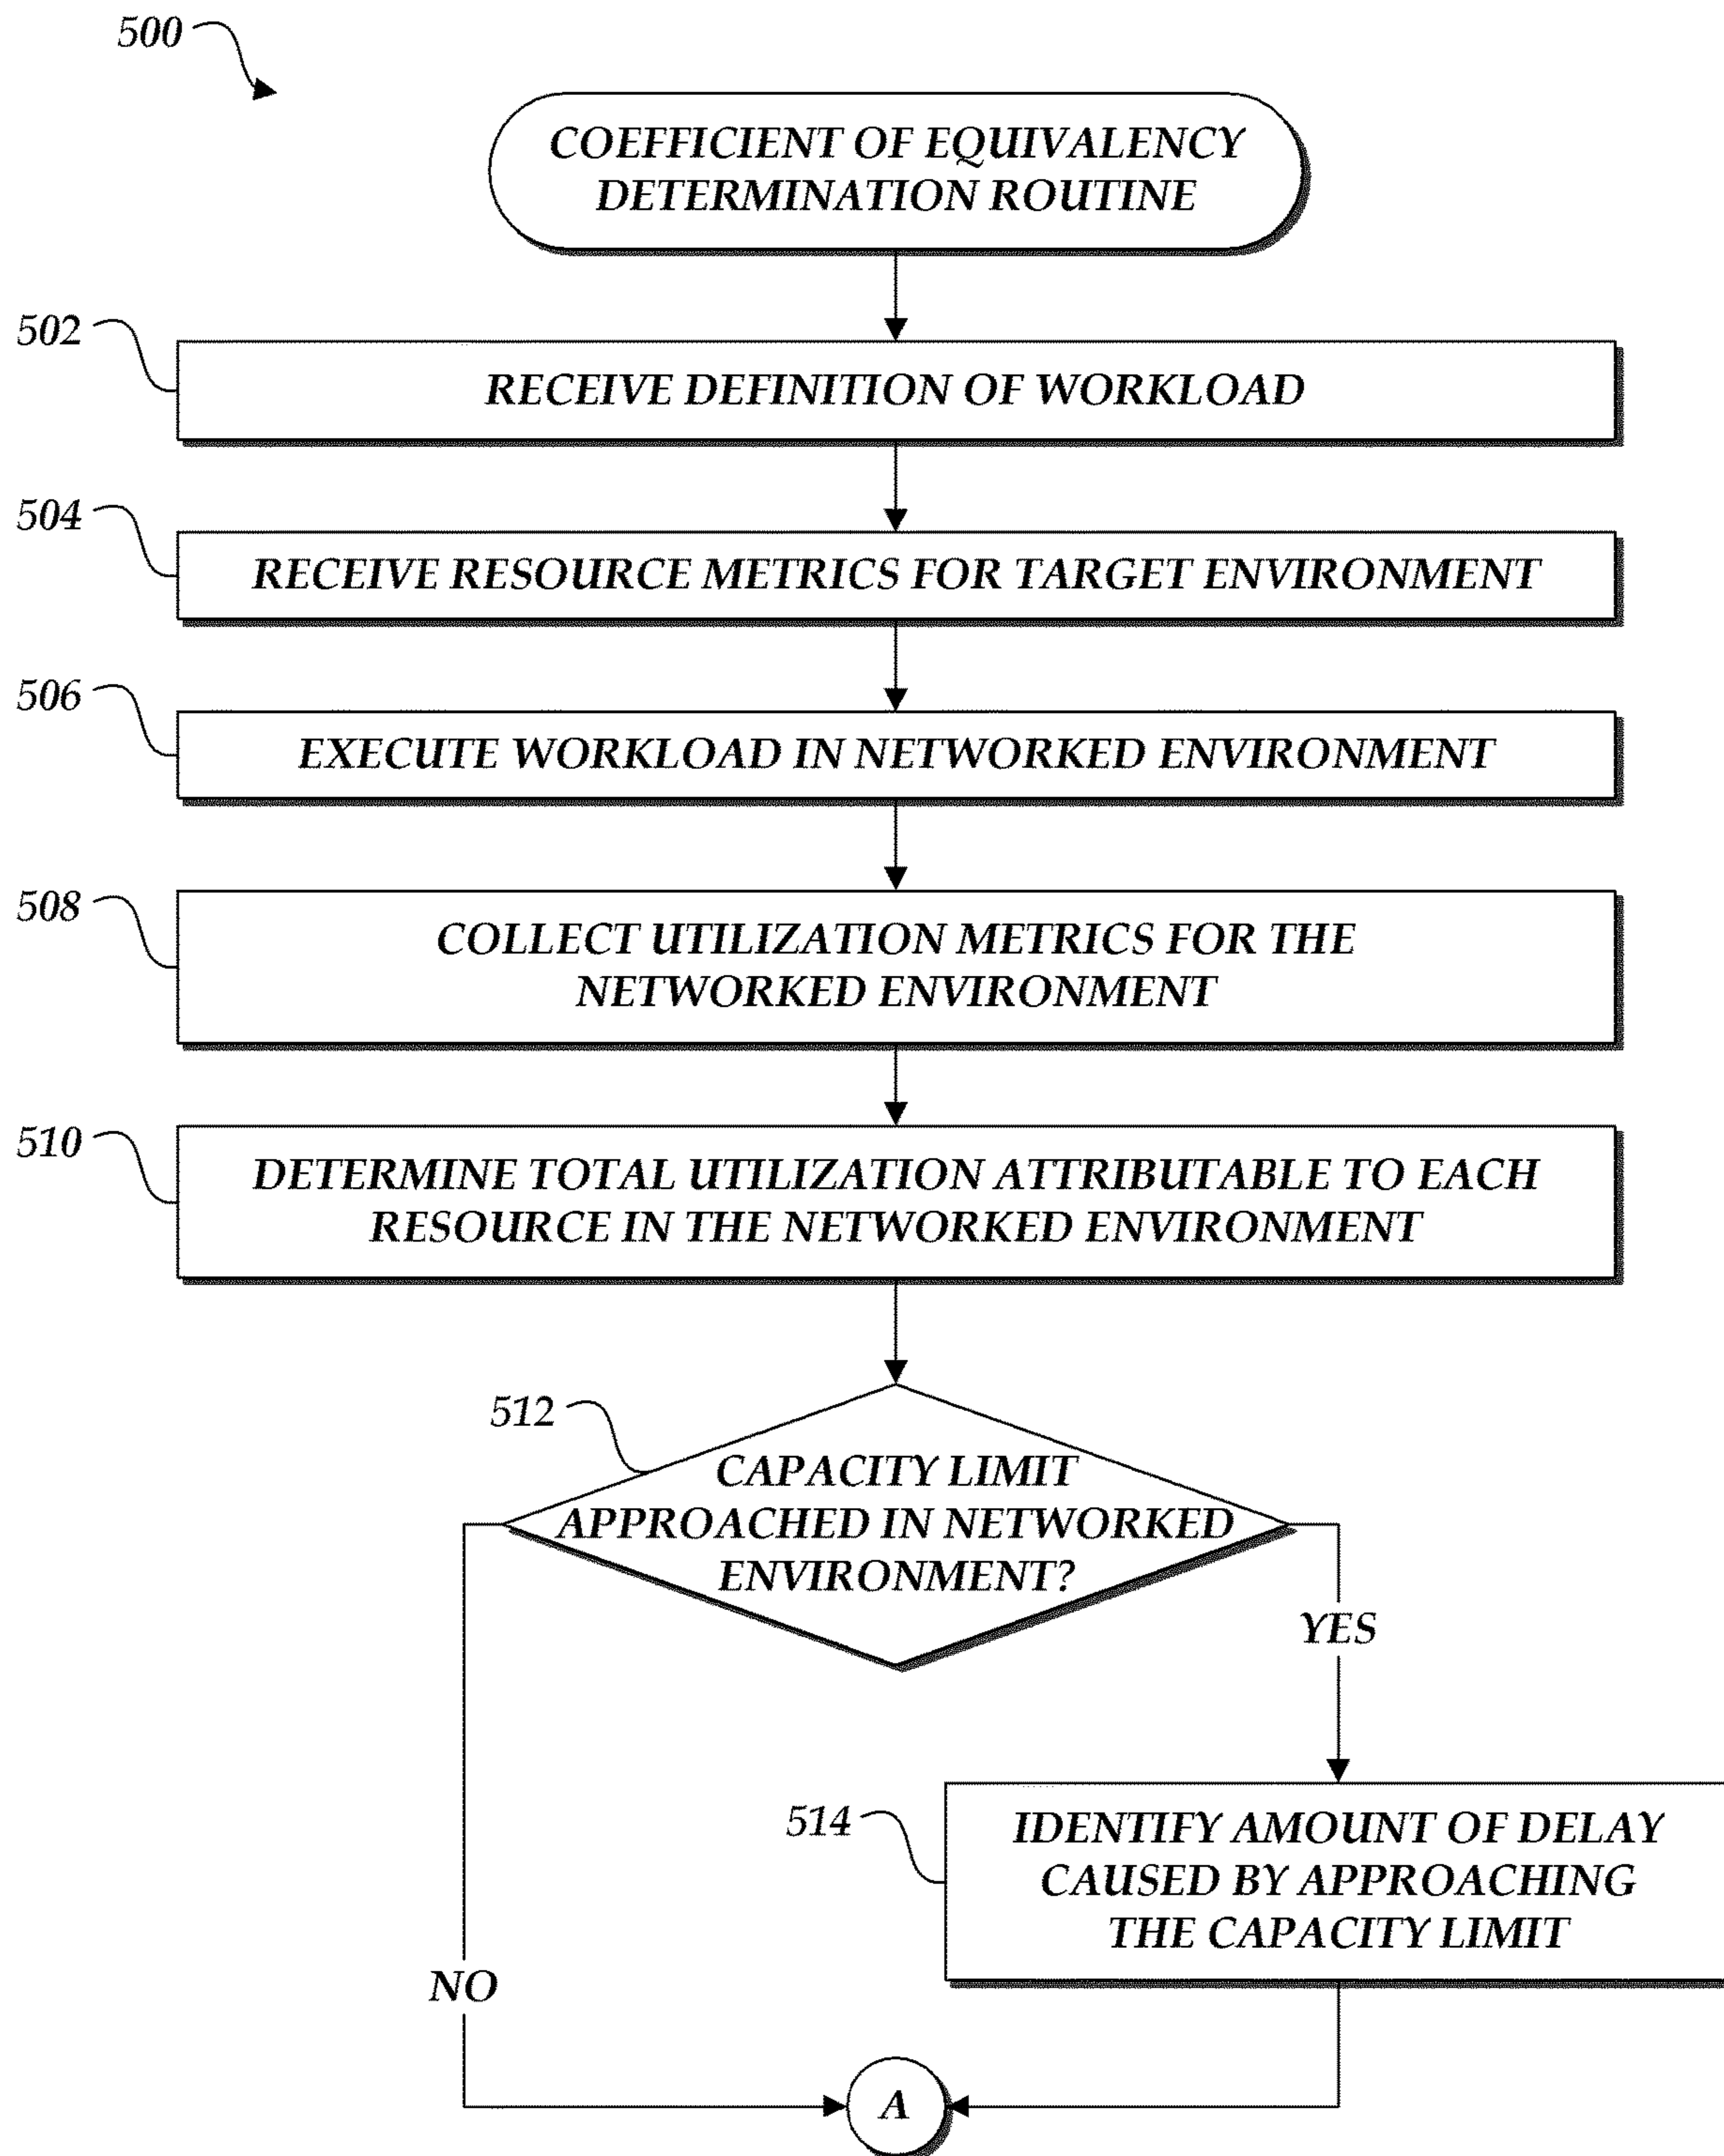 500
COEFFICIENT OF EQUIVALENCY
DETERMINATION ROUTINE
502
RECEIVE DEFINITION OF WORKLOAD
504
RECEIVE RESOURCE METRICS FOR TARGET ENVIRONMENT
506
EXECUTE WORKLOAD IN NETWORKED ENVIRONMENT
508
COLLECT UTILIZATION METRICS FOR THE
NETWORKED ENVIRONMENT
510
DETERMINE TOTAL UTILIZATION ATTRIBUTABLE TO EACH
RESOURCE IN THE NETWORKED ENVIRONMENT
512
CAPACITY LIMIT
APPROACHED IN NETWORKED
ENVIRONMENT?
YES
514
IDENTIFY AMOUNT OF DELAY
CAUSED BY APPROACHING
THE CAPACITY LIMIT
NO
A